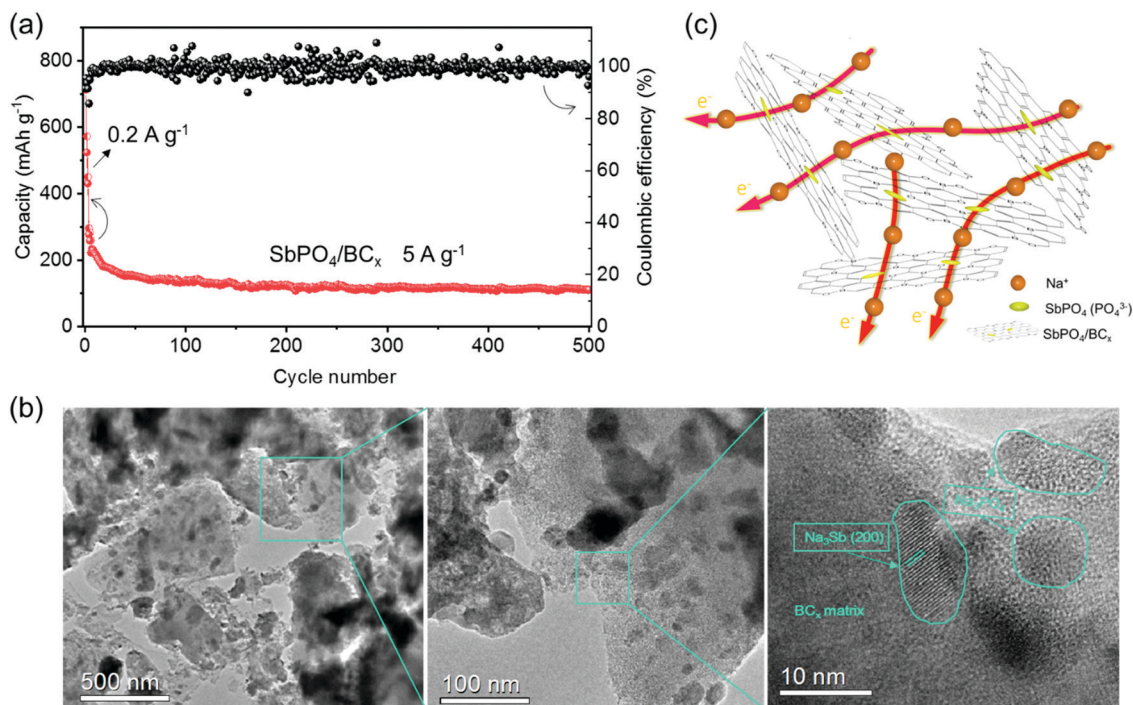 (a)
800
600
400
200
0
Capacity (mAh g⁻¹)
0.2 A g⁻¹
SbPO₄/BCₓ 5 A g⁻¹
100
80
60
40
20
0
Coulombic efficiency (%)
0 100 200 300 400 500
Cycle number
(c)
e⁻
e⁻
e⁻
e⁻
Na⁺
SbPO₄ (PO₄³⁻)
SbPO₄/BCₓ
(b)
500 nm
100 nm
Na₃Sb (200)
BCₓ matrix
10 nm